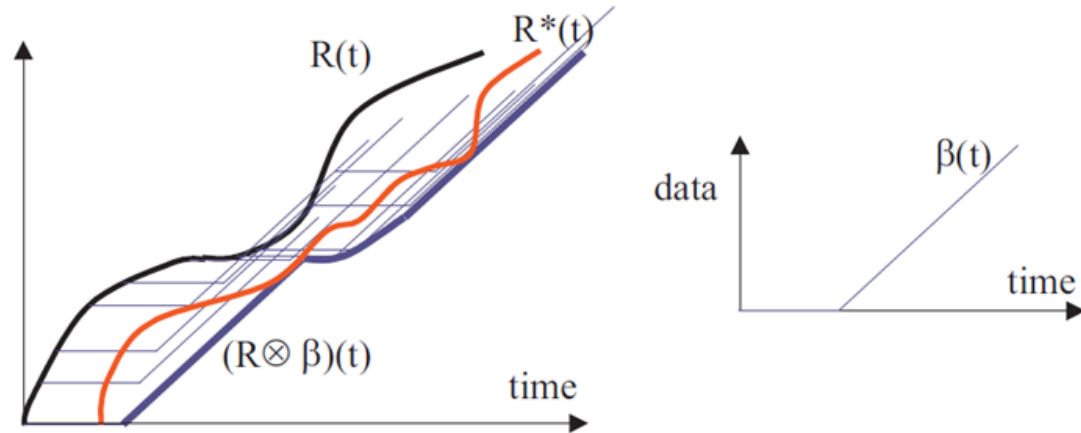 R(t)
R*(t)
(R⊗ β)(t)
time
data
β(t)
time